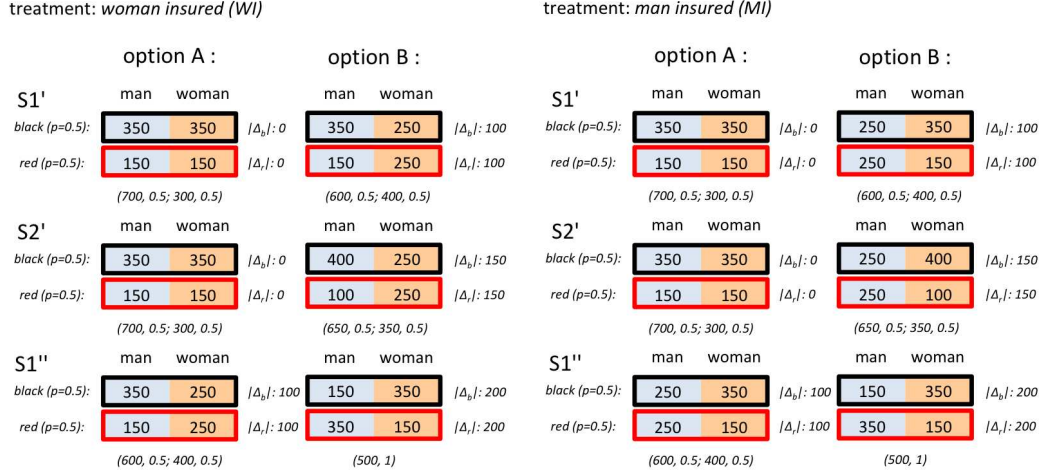 treatment: woman insured (WI) treatment: man insured (MI)
option A : option B : option A : option B :
man woman man woman man woman man woman
S1' S1'
black (p=0.5): 350 350 |Δb|: 0 350 250 |Δb|: 100 black (p=0.5): 350 350 |Δb|: 0 250 350 |Δb|: 100
red (p=0.5): 150 150 |Δr|: 0 150 250 |Δr|: 100 red (p=0.5): 150 150 |Δr|: 0 250 150 |Δr|: 100
(700, 0.5; 300, 0.5) (600, 0.5; 400, 0.5) (700, 0.5; 300, 0.5) (600, 0.5; 400, 0.5)
S2' man woman man woman S2' man woman man woman
black (p=0.5): 350 350 |Δb|: 0 400 250 |Δb|: 150 black (p=0.5): 350 350 |Δb|: 0 250 400 |Δb|: 150
red (p=0.5): 150 150 |Δr|: 0 100 250 |Δr|: 150 red (p=0.5): 150 150 |Δr|: 0 250 100 |Δr|: 150
(700, 0.5; 300, 0.5) (650, 0.5; 350, 0.5) (700, 0.5; 300, 0.5) (650, 0.5; 350, 0.5)
S1'' man woman man woman S1'' man woman man woman
black (p=0.5): 350 250 |Δb|: 100 150 350 |Δb|: 200 black (p=0.5): 250 350 |Δb|: 100 150 350 |Δb|: 200
red (p=0.5): 150 250 |Δr|: 100 350 150 |Δr|: 200 red (p=0.5): 250 150 |Δr|: 100 350 150 |Δr|: 200
(600, 0.5; 400, 0.5) (500, 1) (600, 0.5; 400, 0.5) (500, 1)